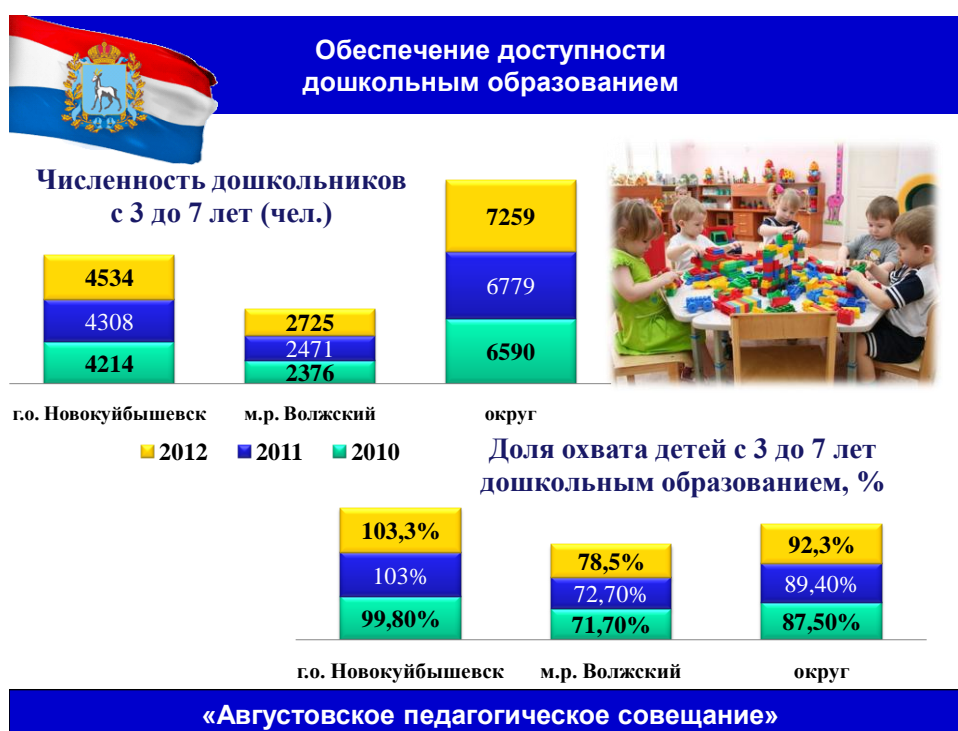 Обеспечение доступности
дошкольным образованием
Численность дошкольников
с 3 до 7 лет (чел.)
4534
4308
4214
2725
2471
2376
7259
6779
6590
г.о. Новокуйбышевск м.р. Волжский округ
2012 2011 2010
Доля охвата детей с 3 до 7 лет
дошкольным образованием, %
103,3%
103%
99,80%
78,5%
72,70%
71,70%
92,3%
89,40%
87,50%
г.о. Новокуйбышевск м.р. Волжский округ
«Августовское педагогическое совещание»